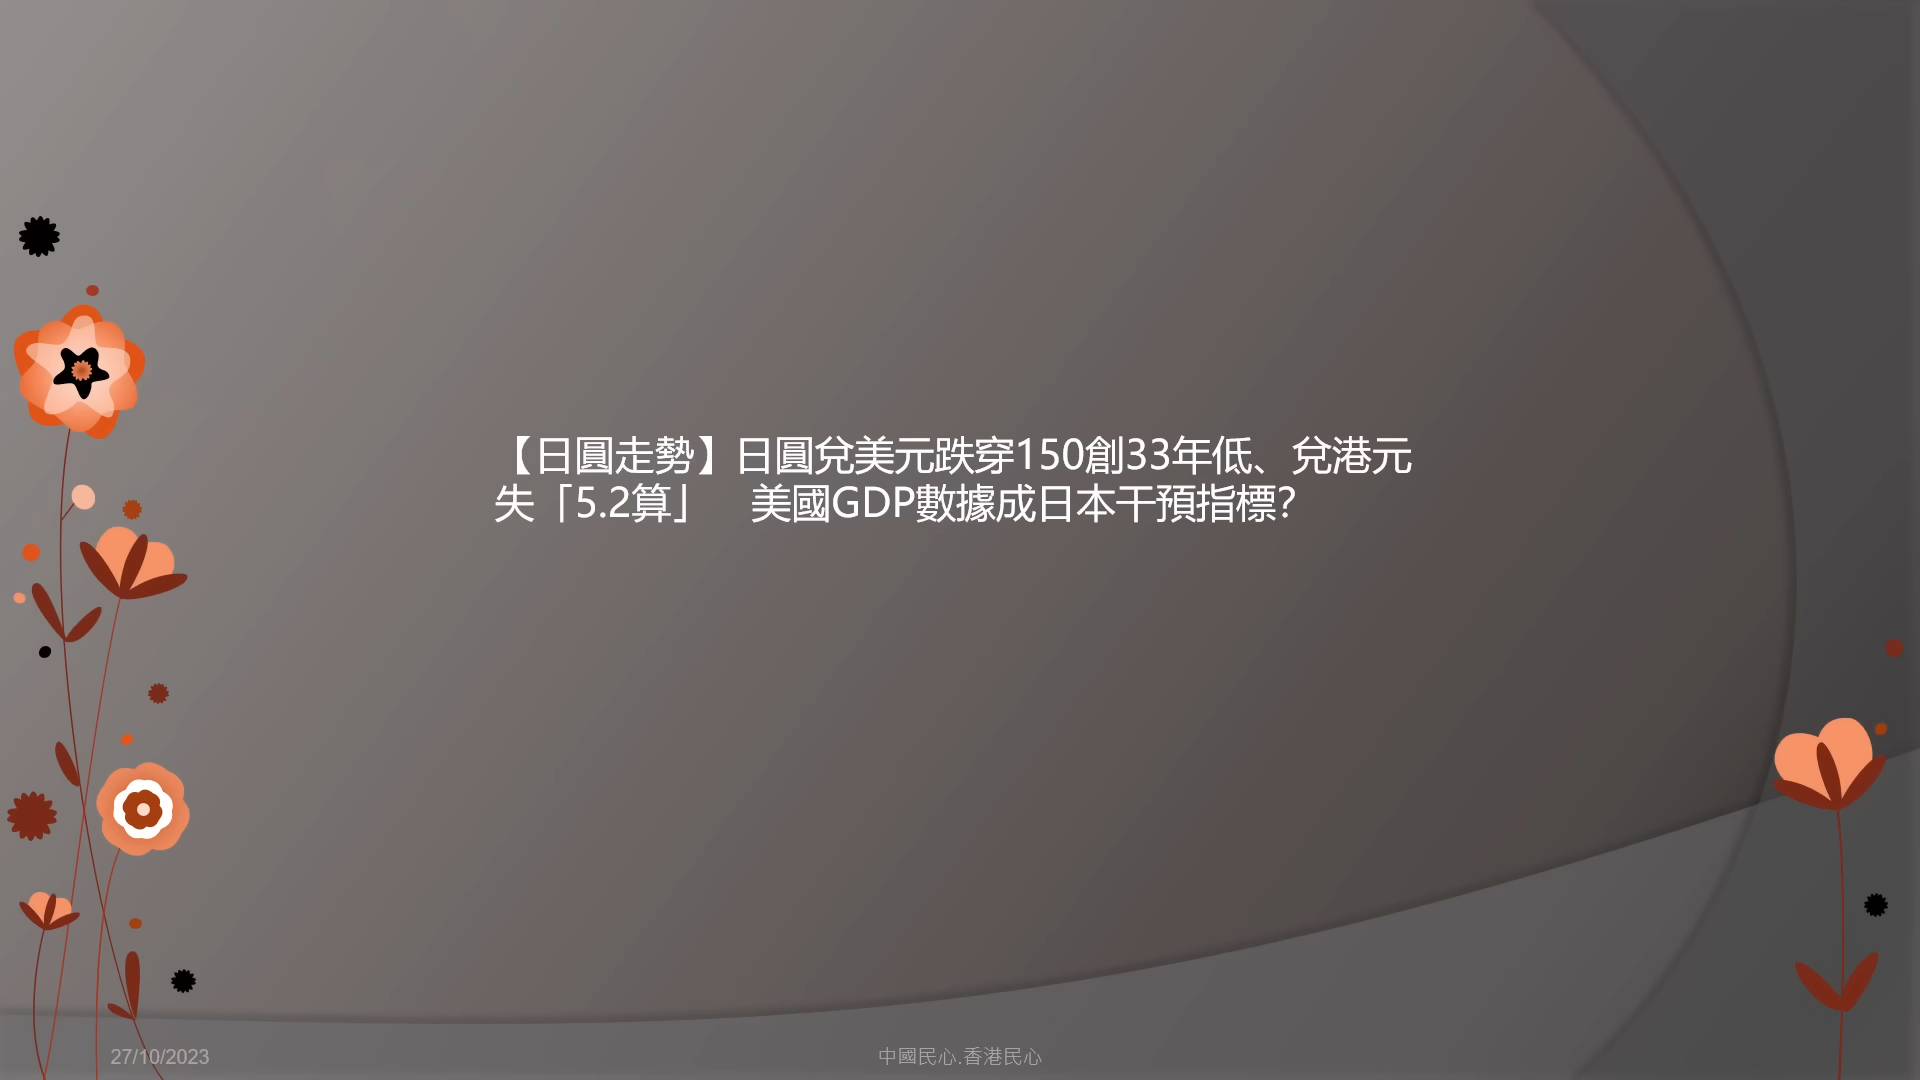 【日圓走勢】日圓兌美元跌穿150創33年低、兌港元
失「5.2算」　美國GDP數據成日本干預指標？
27/10/2023
中國民心.香港民心